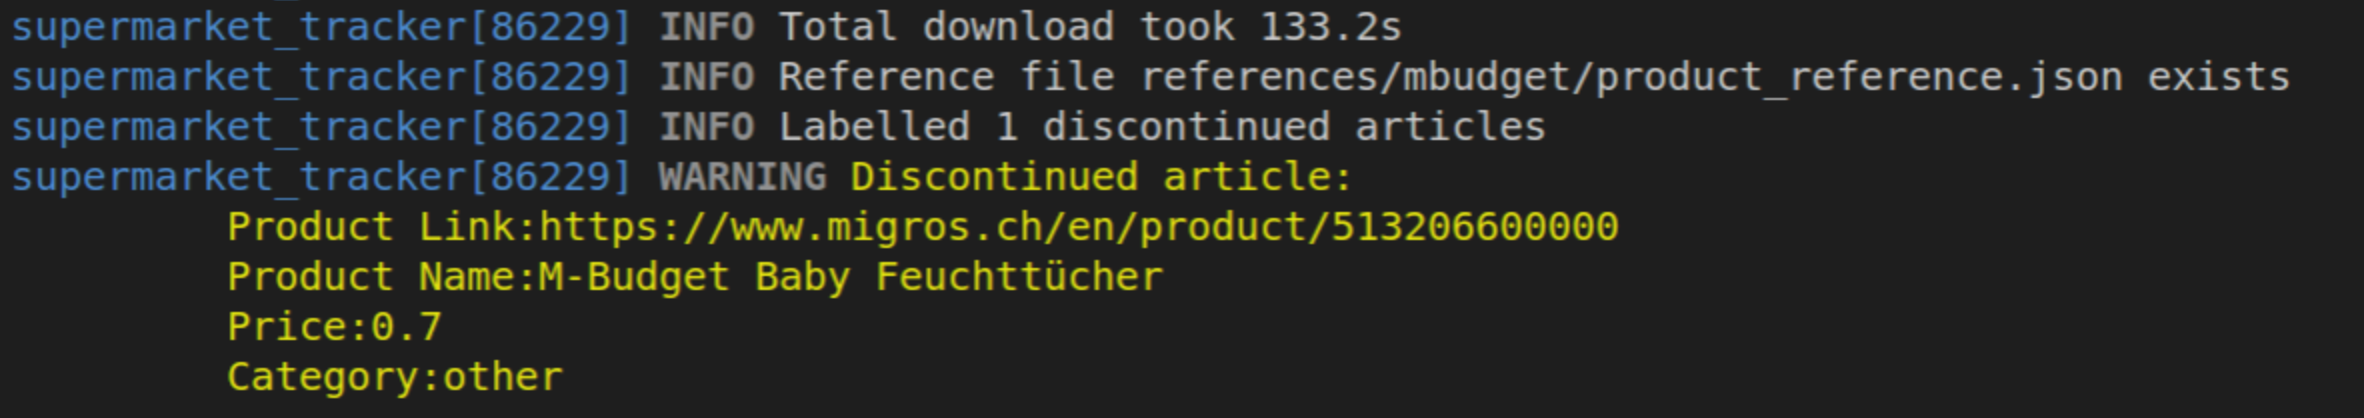 supermarket_tracker[86229] INFO Total download took 133.2s
supermarket_tracker[86229] INFO Reference file references/mbudget/product_reference.json exists
supermarket_tracker[86229] INFO Labelled 1 discontinued articles
supermarket_tracker[86229] WARNING Discontinued article:
Product Link:https://www.migros.ch/en/product/513206600000
Product Name:M-Budget Baby Feuchttücher
Price:0.7
Category:other